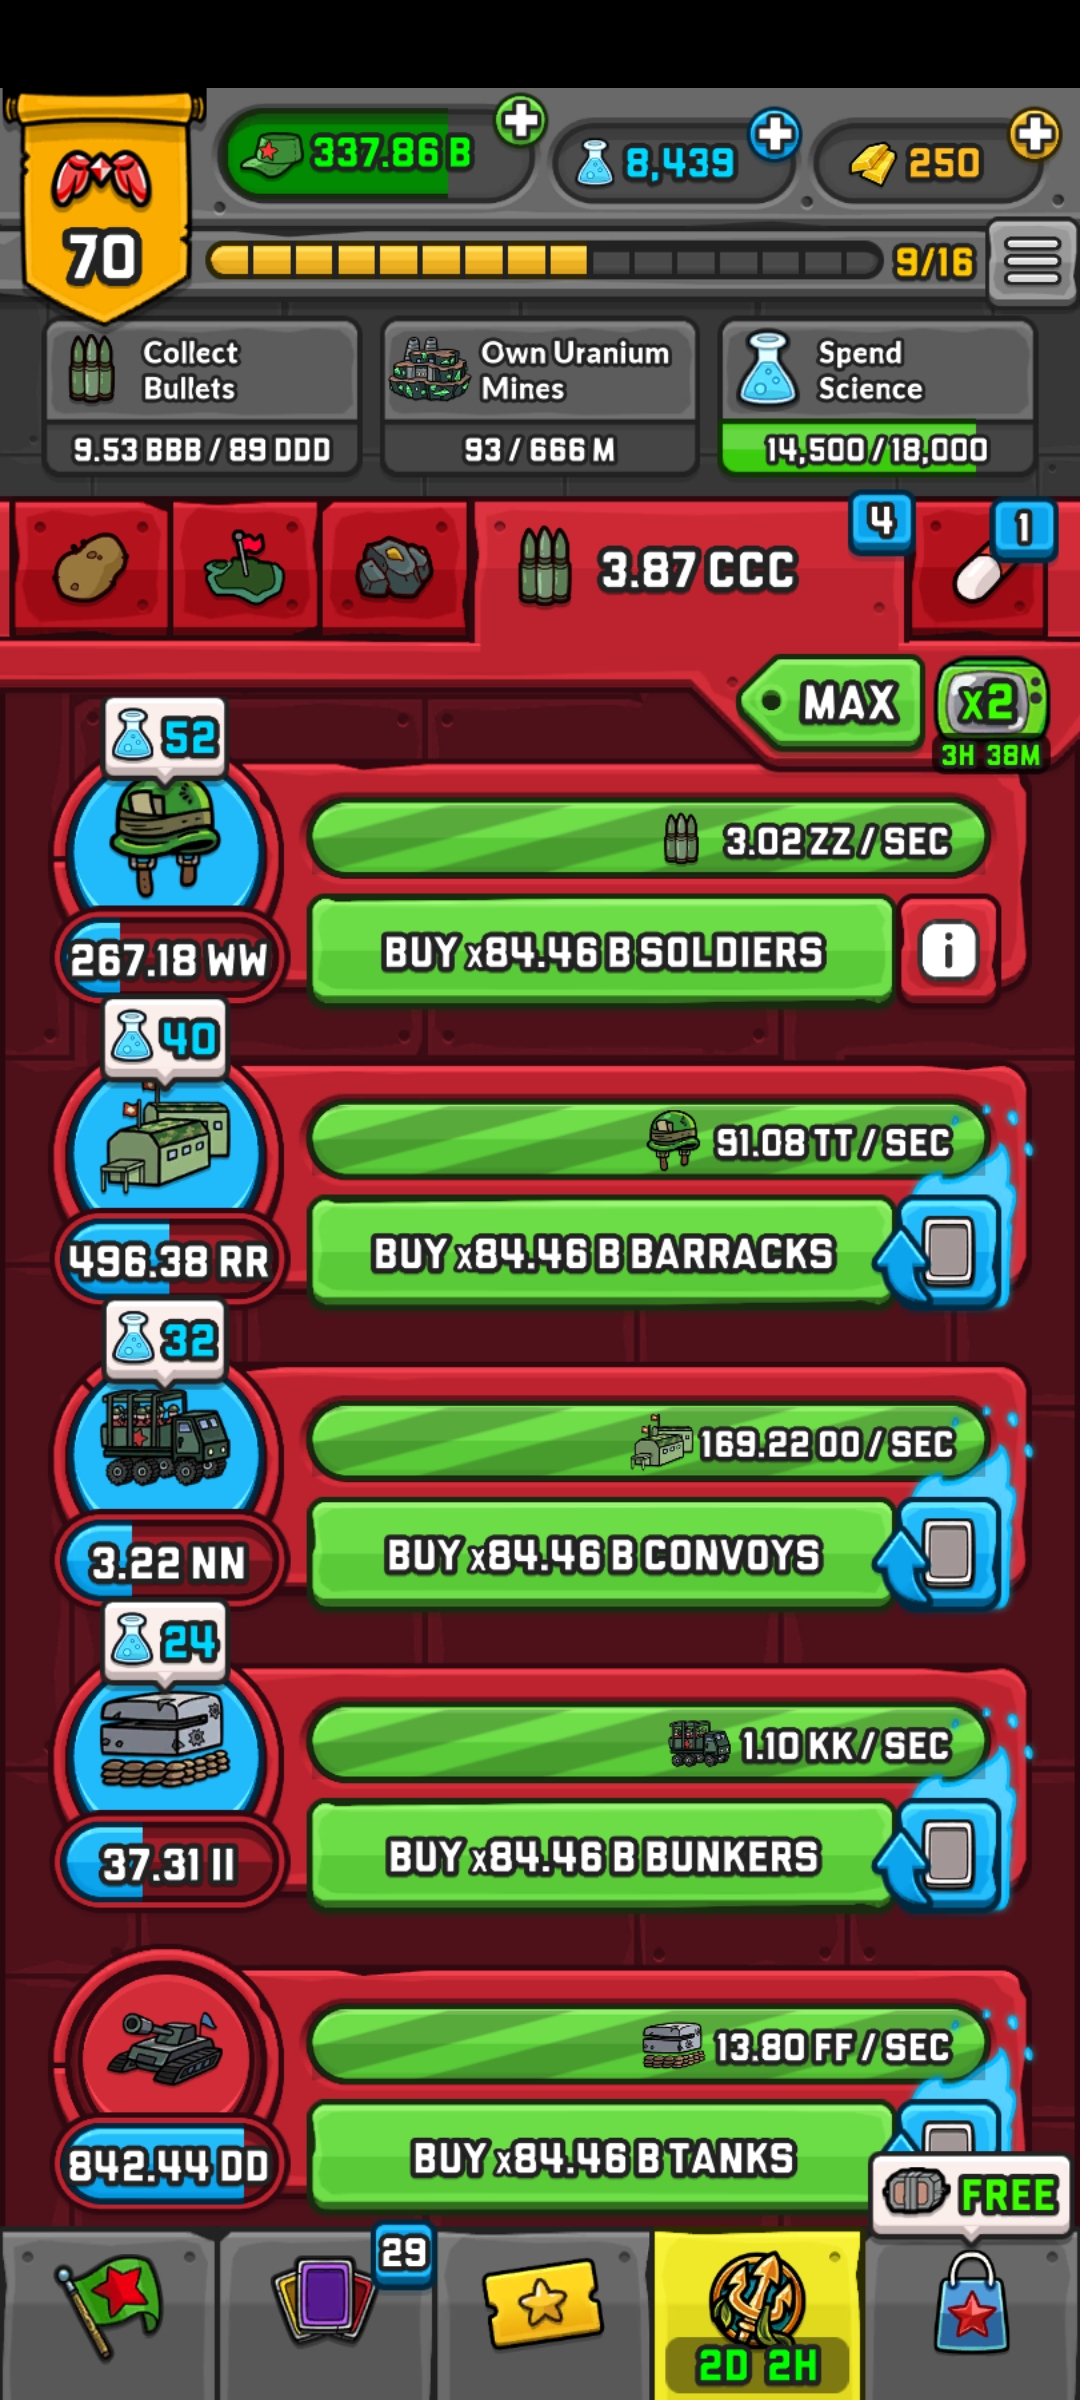 70
337.86 B
8,439
250
9/16
Collect
Bullets
9.53 BBB / 89 DDD
Own Uranium
Mines
93 / 666 M
Spend
Science
14,500/18,000
3.87 CCC
4
1
MAX
x2
3H 38M
52
3.02 ZZ / SEC
267.18 WW
BUY x84.46 B SOLDIERS
i
40
91.08 TT / SEC
496.38 RR
BUY x84.46 B BARRACKS
32
169.22 OO / SEC
3.22 NN
BUY x84.46 B CONVOYS
24
1.10 KK / SEC
37.31 II
BUY x84.46 B BUNKERS
13.80 FF / SEC
842.44 DD
BUY x84.46 B TANKS
FREE
29
2D 2H